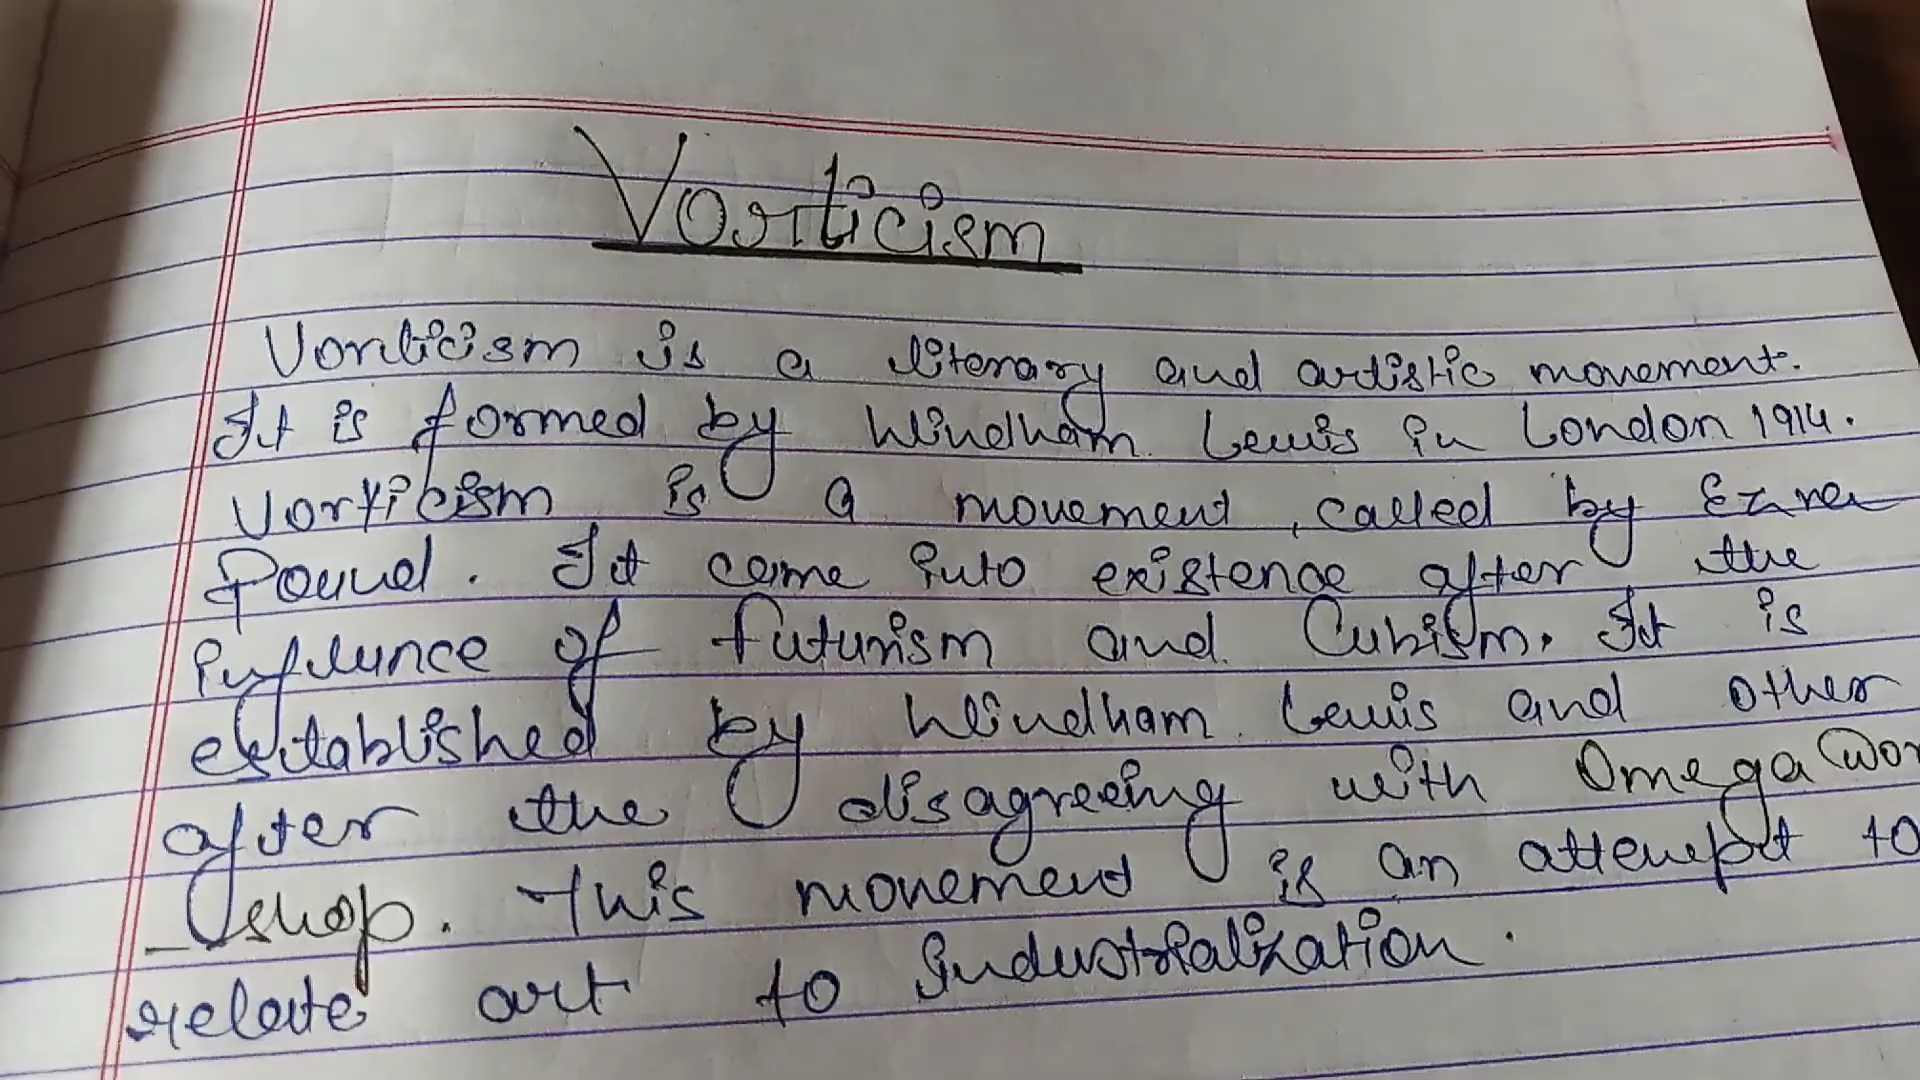 Vorticism
Vorticism is a literary and artistic movement.
It is formed by Windham Lewis in London 1914.
Vorticism is a movement, called by Ezra
Pound. It came into existence after the
influnce of futurism and Cubism. It is
established by Windham Lewis and other
after the disagreeing with Omega Wor
shop. This movement is an attempt to
relate art to industrialization.